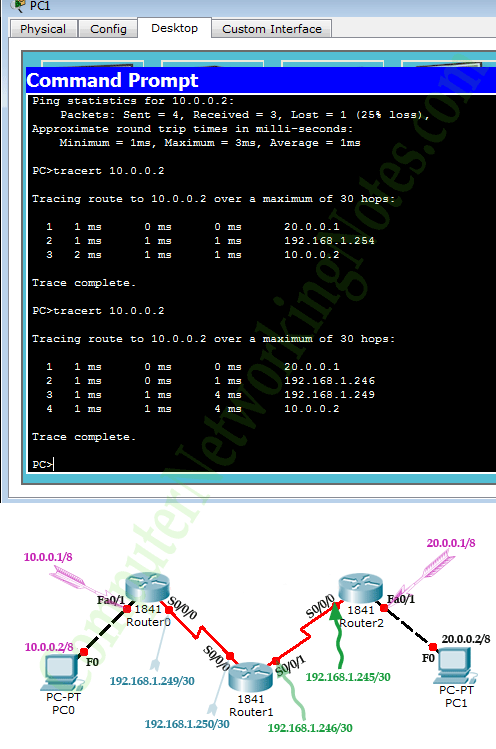 PC1
Physical Config Desktop Custom Interface
Command Prompt
Ping statistics for 10.0.0.2:
Packets: Sent = 4, Received = 3, Lost = 1 (25% loss),
Approximate round trip times in milli-seconds:
Minimum = 1ms, Maximum = 3ms, Average = 1ms
PC>tracert 10.0.0.2
Tracing route to 10.0.0.2 over a maximum of 30 hops:
1 1 ms 0 ms 0 ms 20.0.0.1
2 1 ms 1 ms 1 ms 192.168.1.254
3 2 ms 1 ms 1 ms 10.0.0.2
Trace complete.
PC>tracert 10.0.0.2
Tracing route to 10.0.0.2 over a maximum of 30 hops:
1 1 ms 0 ms 0 ms 20.0.0.1
2 1 ms 0 ms 1 ms 192.168.1.246
3 1 ms 1 ms 4 ms 192.168.1.249
4 1 ms 1 ms 4 ms 10.0.0.2
Trace complete.
PC>
ComputerNetworkingNotes.com
10.0.0.1/8
20.0.0.1/8
Fa0/1
1841
Router0
S0/0/0
S0/0/0
1841
Router2
Fa0/1
10.0.0.2/8
F0
PC-PT
PC0
192.168.1.249/30
S0/0/0
1841
Router1
S0/0/1
192.168.1.245/30
20.0.0.2/8
F0
PC-PT
PC1
192.168.1.250/30
192.168.1.246/30